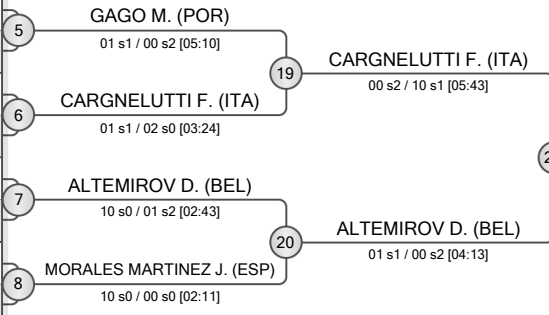 GAGO M. (POR)
5
01 s1 / 00 s2 [05:10]
19
CARGNELUTTI F. (ITA)
00 s2 / 10 s1 [05:43]
CARGNELUTTI F. (ITA)
6
01 s1 / 02 s0 [03:24]
ALTEMIROV D. (BEL)
7
10 s0 / 01 s2 [02:43]
20
ALTEMIROV D. (BEL)
01 s1 / 00 s2 [04:13]
MORALES MARTINEZ J. (ESP)
8
10 s0 / 00 s0 [02:11]